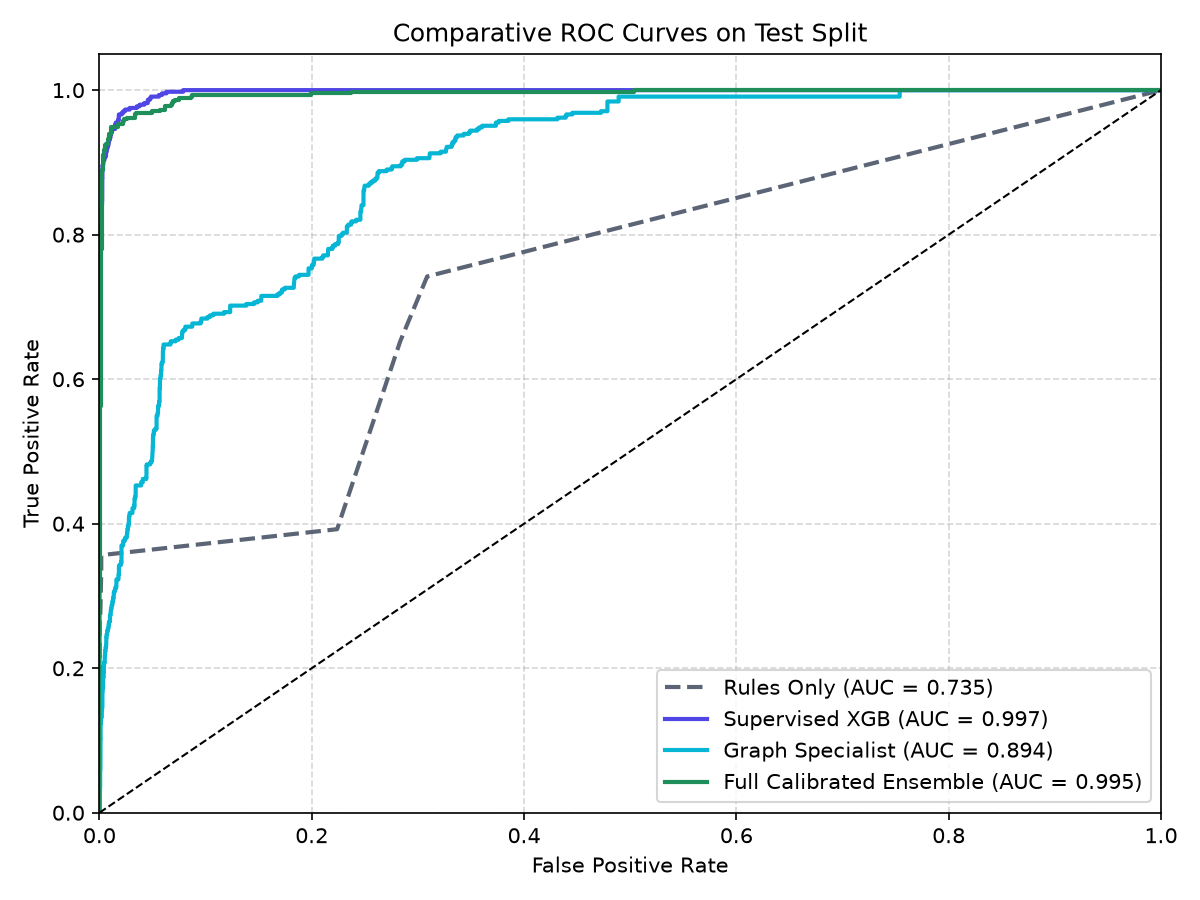 Comparative ROC Curves on Test Split
True Positive Rate
1.0
0.8
0.6
0.4
0.2
0.0
0.0 0.2 0.4 0.6 0.8 1.0
False Positive Rate
Rules Only (AUC = 0.735)
Supervised XGB (AUC = 0.997)
Graph Specialist (AUC = 0.894)
Full Calibrated Ensemble (AUC = 0.995)